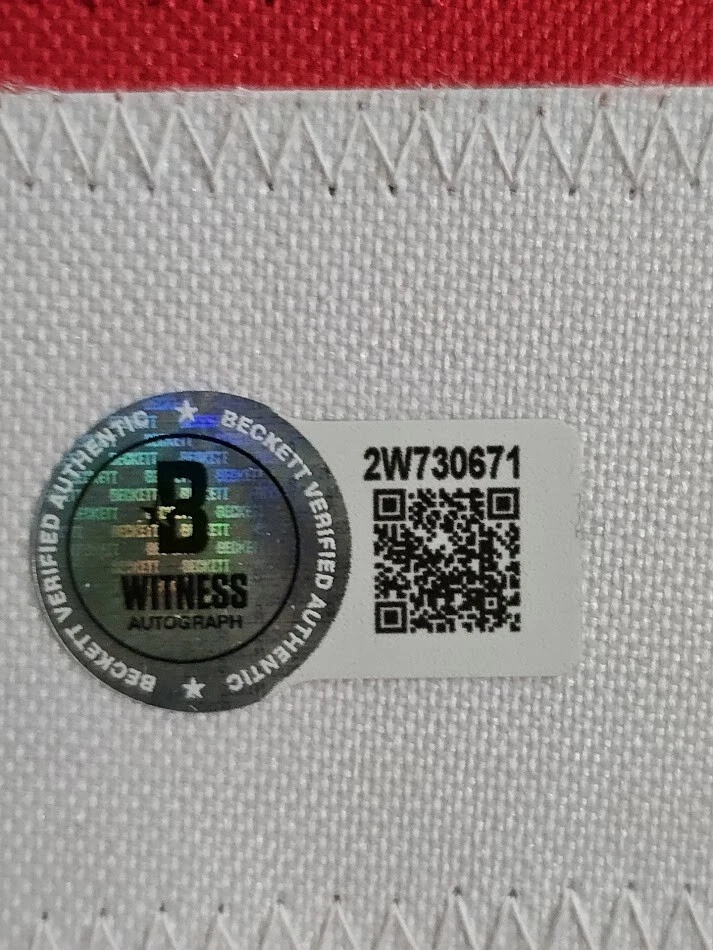 BECKETT VERIFIED AUTHENTIC ★ BECKETT VERIFIED AUTHENTIC ★
B
WITNESS
AUTOGRAPH
2W730671